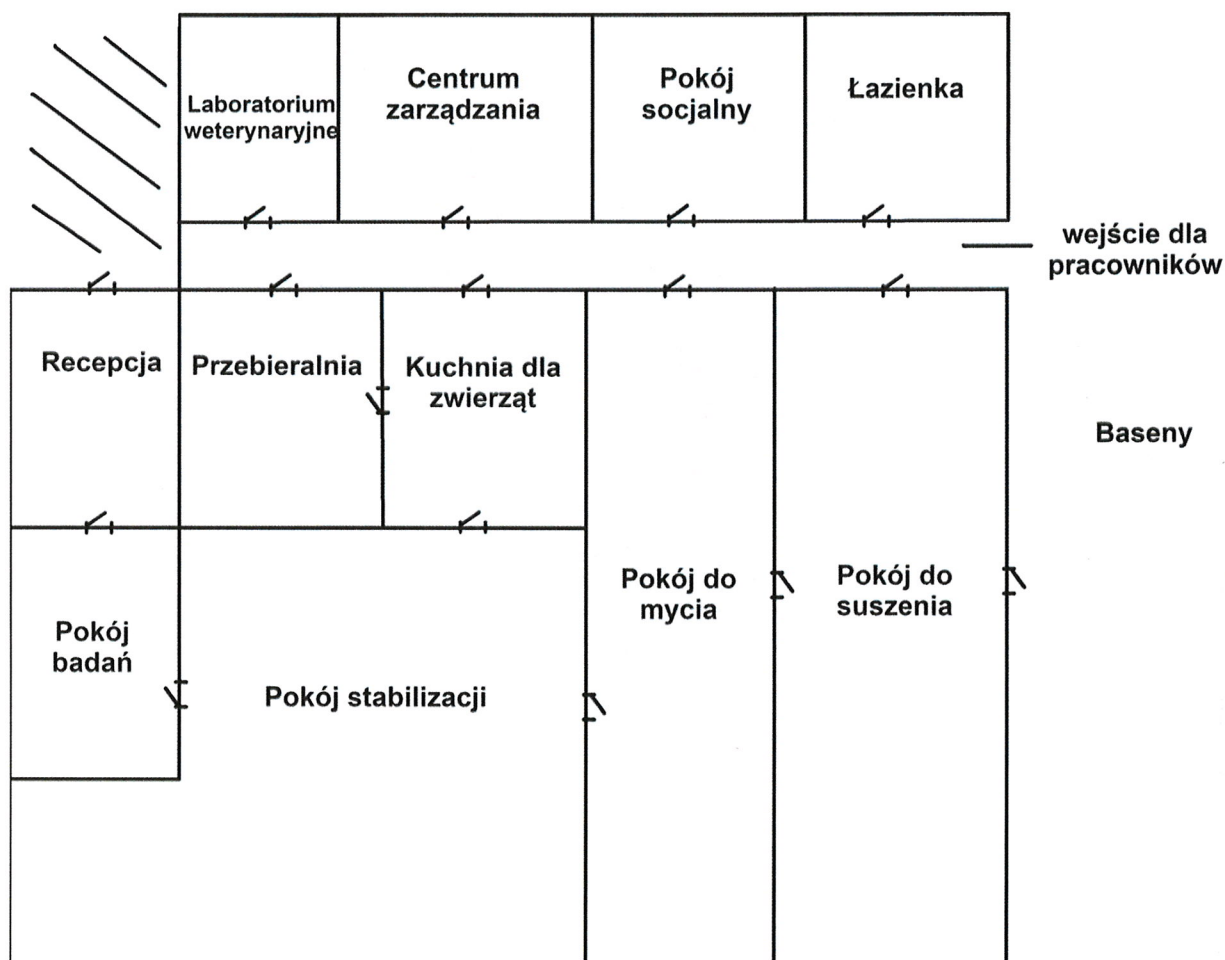 Laboratorium
weterynaryjne
Centrum
zarządzania
Pokój
socjalny
Łazienka
wejście dla
pracowników
Recepcja
Przebieralnia
Kuchnia dla
zwierząt
Baseny
Pokój
badań
Pokój stabilizacji
Pokój do
mycia
Pokój do
suszenia